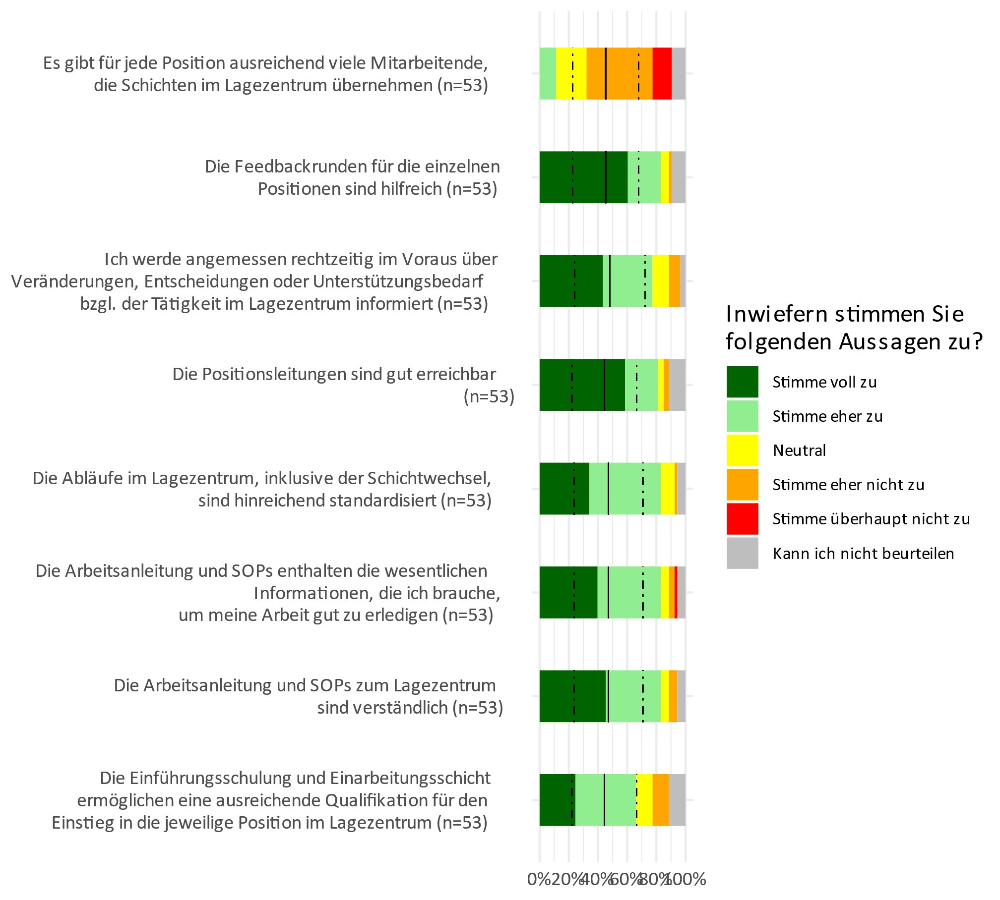 Es gibt für jede Position ausreichend viele Mitarbeitende,
die Schichten im Lagezentrum übernehmen (n=53)
Die Feedbackrunden für die einzelnen
Positionen sind hilfreich (n=53)
Ich werde angemessen rechtzeitig im Voraus über
Veränderungen, Entscheidungen oder Unterstützungsbedarf
bzgl. der Tätigkeit im Lagezentrum informiert (n=53)
Die Positionsleitungen sind gut erreichbar
(n=53)
Die Abläufe im Lagezentrum, inklusive der Schichtwechsel,
sind hinreichend standardisiert (n=53)
Die Arbeitsanleitung und SOPs enthalten die wesentlichen
Informationen, die ich brauche,
um meine Arbeit gut zu erledigen (n=53)
Die Arbeitsanleitung und SOPs zum Lagezentrum
sind verständlich (n=53)
Die Einführungsschulung und Einarbeitungsschicht
ermöglichen eine ausreichende Qualifikation für den
Einstieg in die jeweilige Position im Lagezentrum (n=53)
0% 20% 40% 60% 80% 100%
Inwiefern stimmen Sie
folgenden Aussagen zu?
Stimme voll zu
Stimme eher zu
Neutral
Stimme eher nicht zu
Stimme überhaupt nicht zu
Kann ich nicht beurteilen